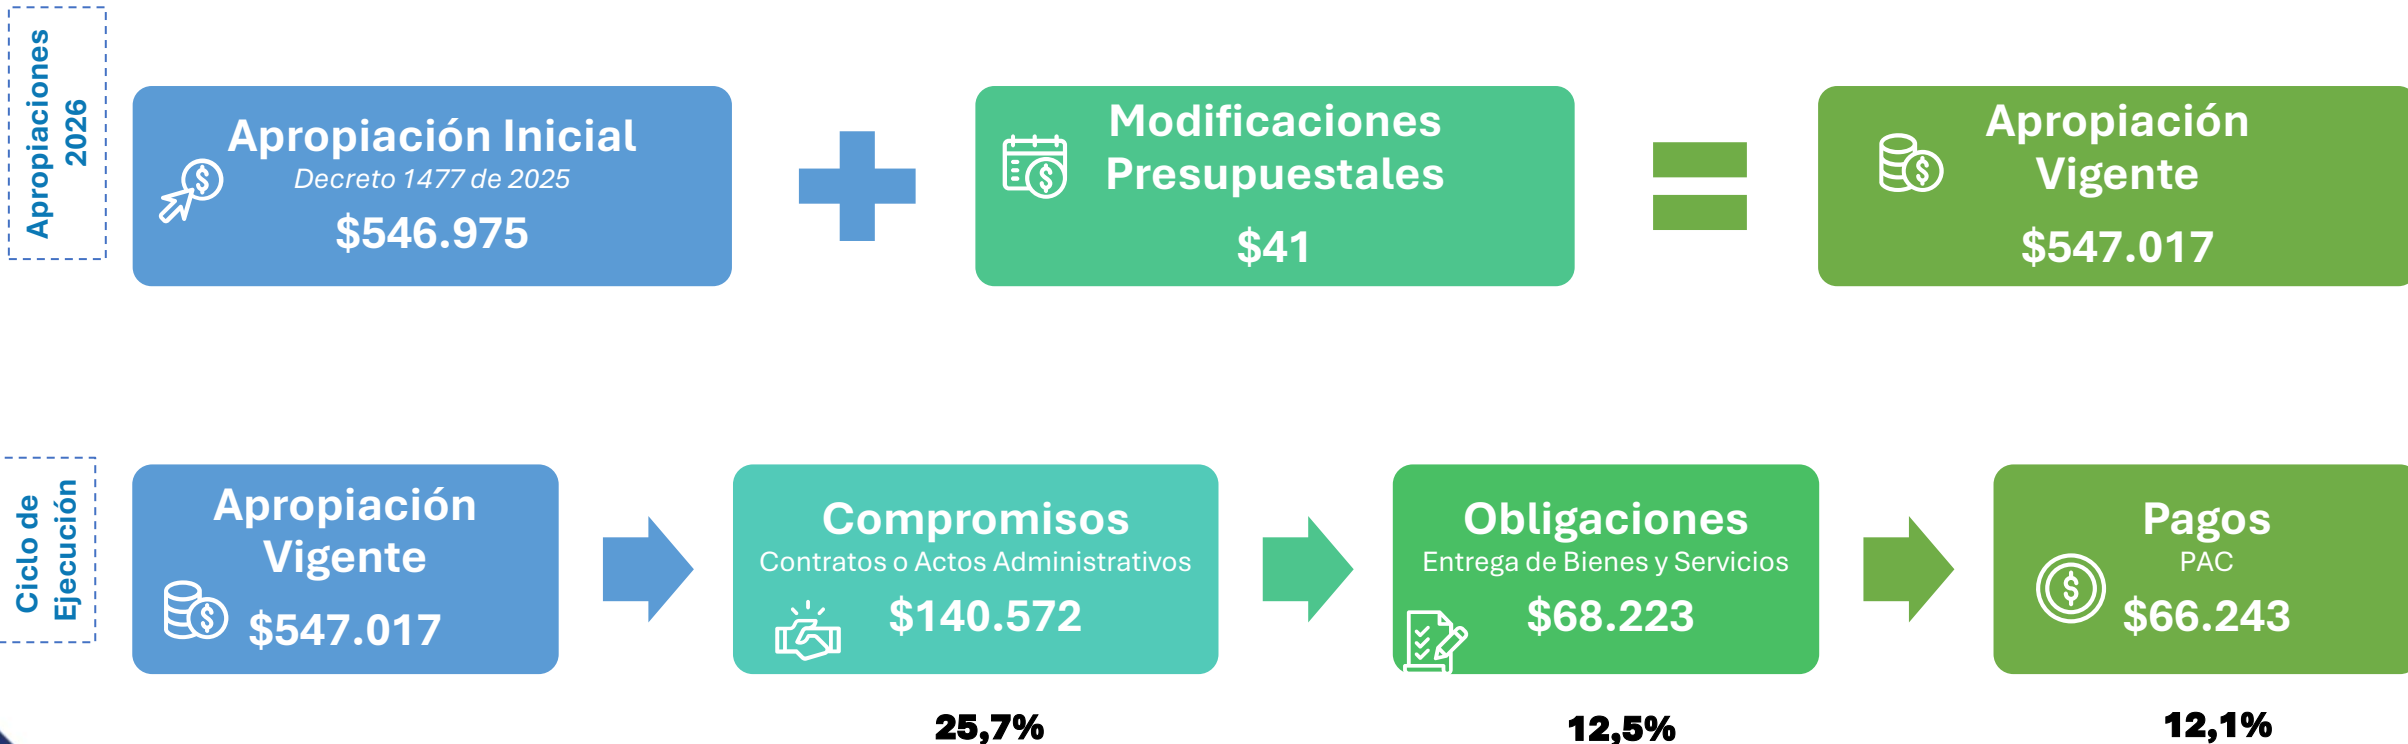 Apropiaciones
2026
Apropiación Inicial
Decreto 1477 de 2025
$546.975
Modificaciones
Presupuestales
$41
Apropiación
Vigente
$547.017
Ciclo de
Ejecución
Apropiación
Vigente
$547.017
Compromisos
Contratos o Actos Administrativos
$140.572
25,7%
Obligaciones
Entrega de Bienes y Servicios
$68.223
12,5%
Pagos
PAC
$66.243
12,1%